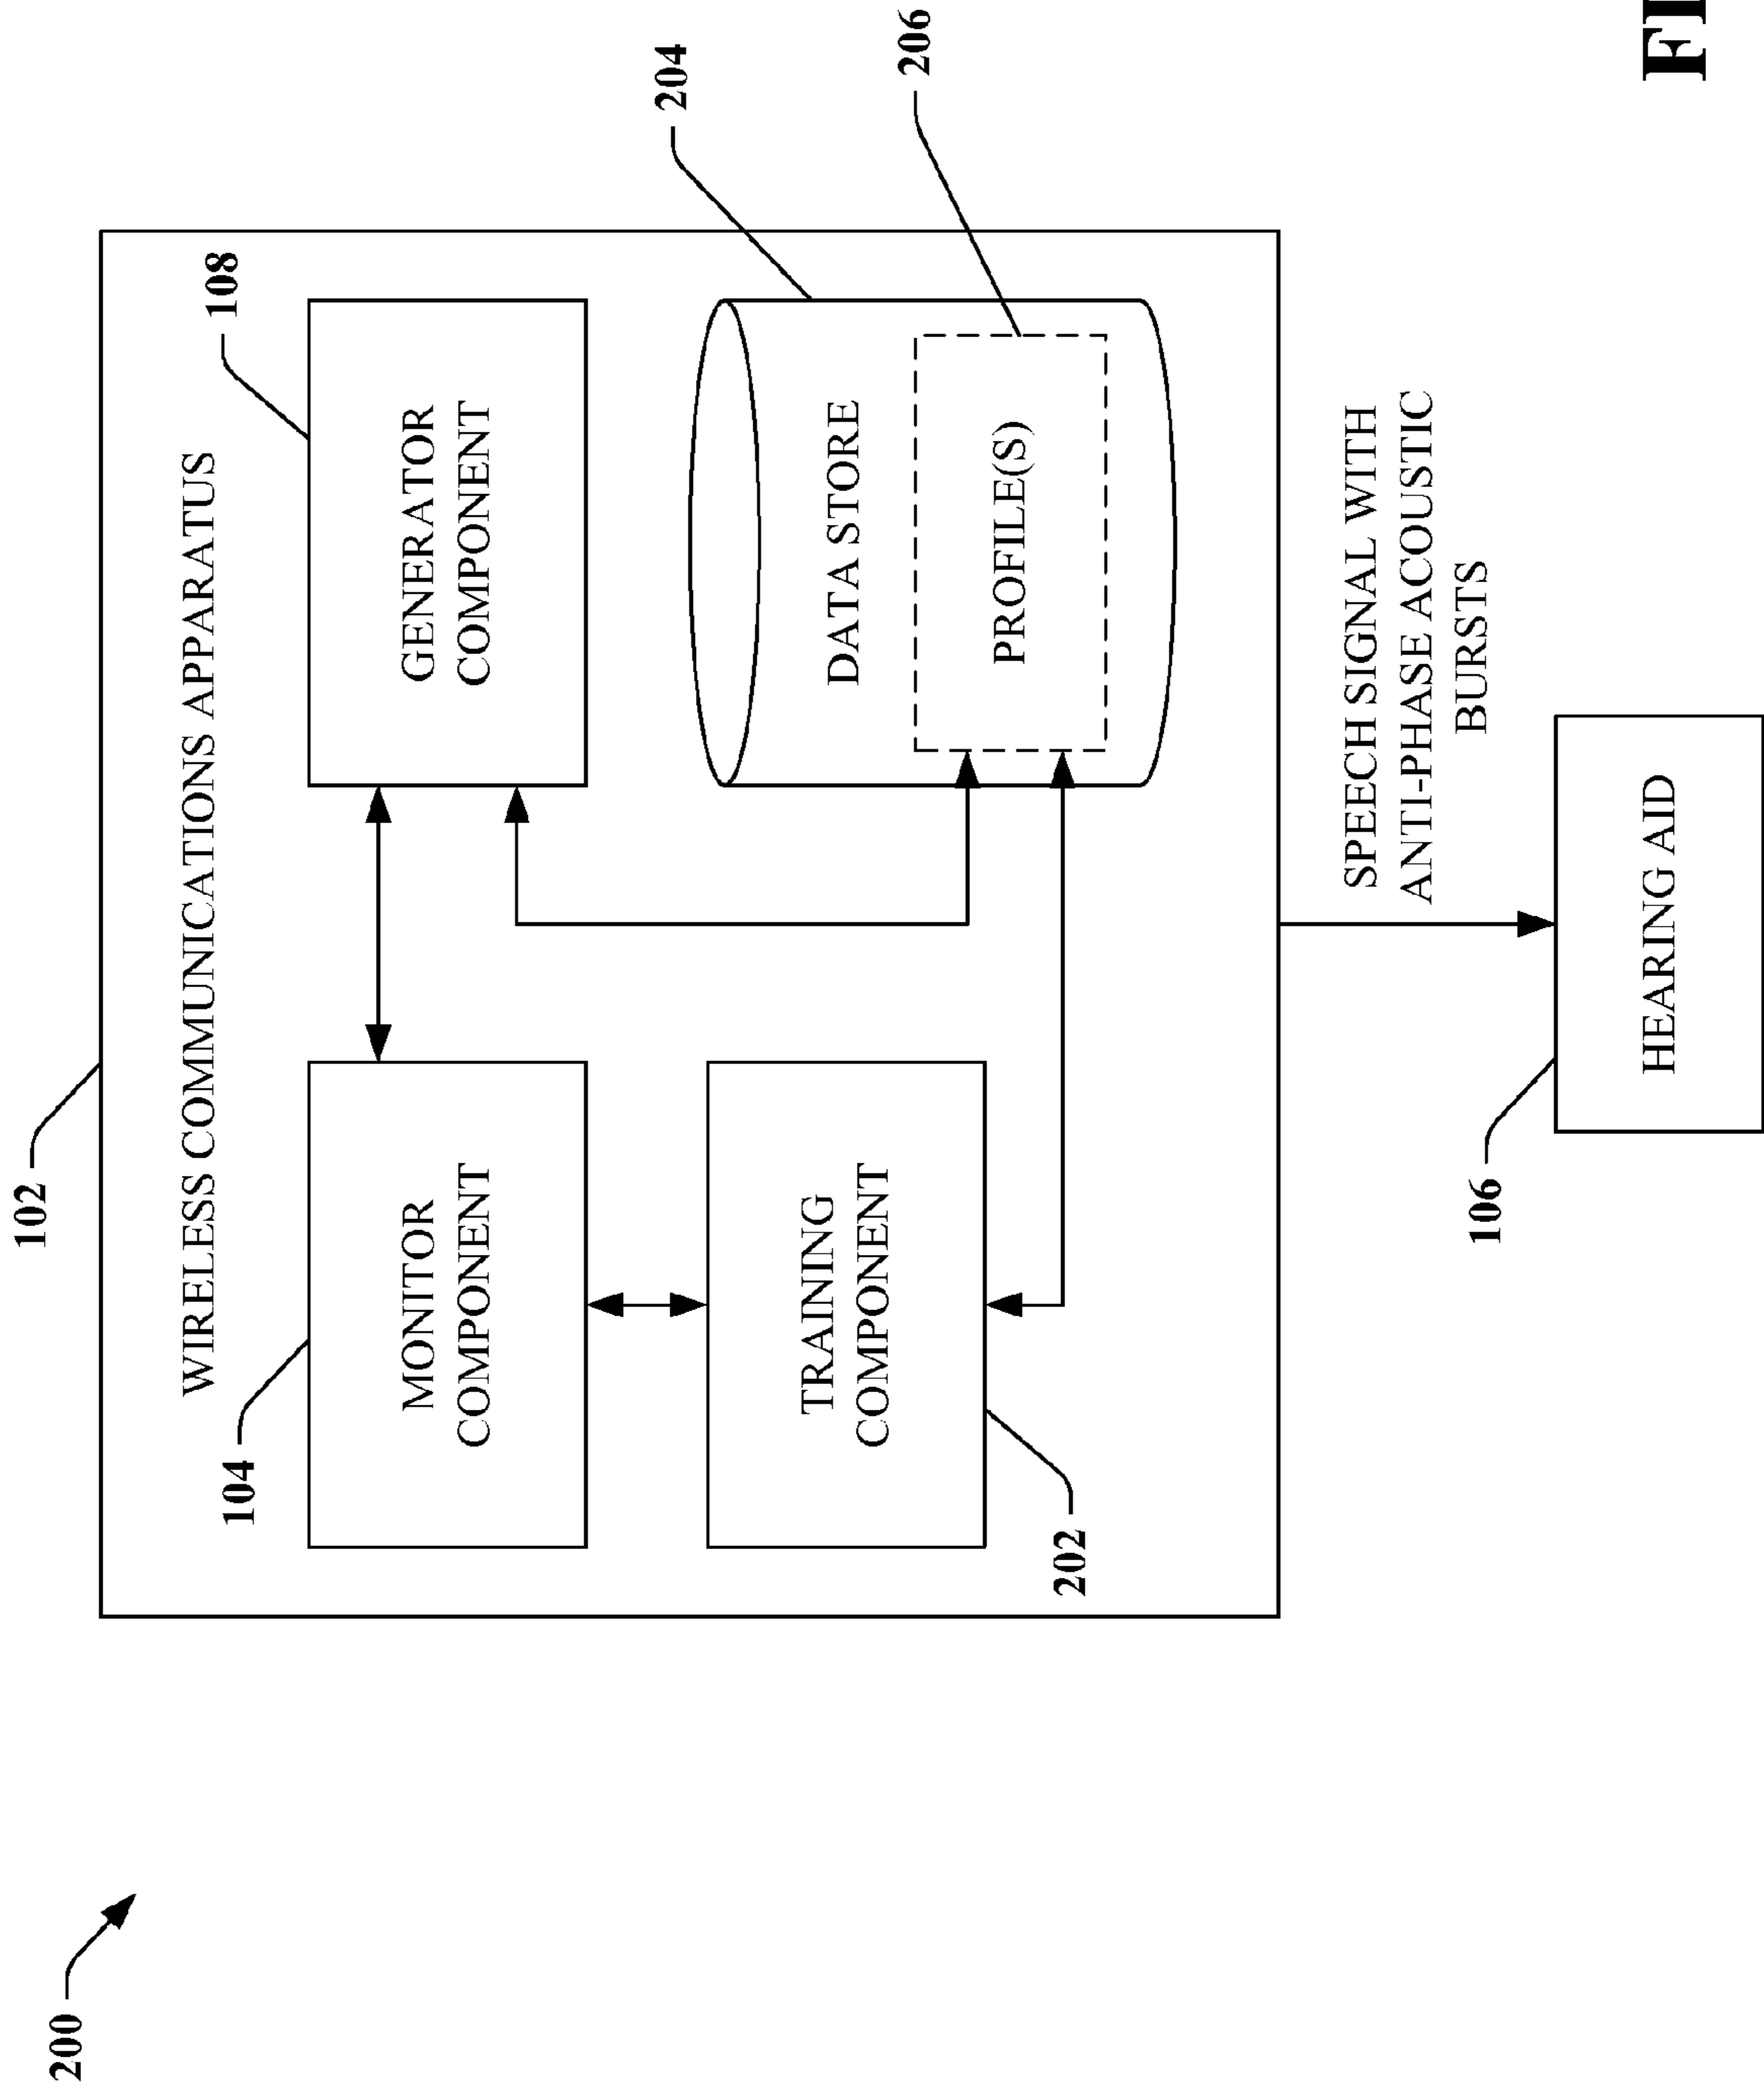 200
102
WIRELESS COMMUNICATIONS APPARATUS
104
108
MONITOR
COMPONENT
GENERATOR
COMPONENT
204
TRAINING
COMPONENT
DATA STORE
206
PROFILE(S)
202
SPEECH SIGNAL WITH
ANTI-PHASE ACOUSTIC
BURSTS
106
HEARING AID